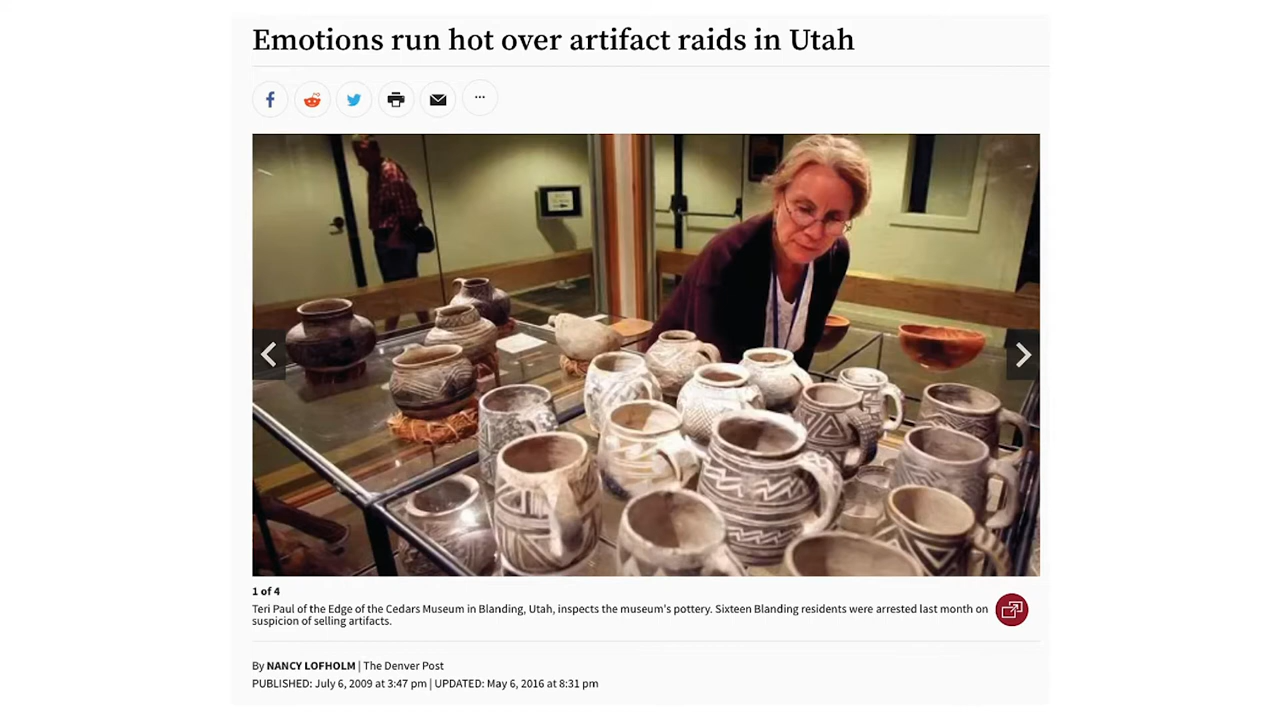 Emotions run hot over artifact raids in Utah
1 of 4
Teri Paul of the Edge of the Cedars Museum in Blanding, Utah, inspects the museum's pottery. Sixteen Blanding residents were arrested last month on
suspicion of selling artifacts.
By NANCY LOFHOLM | The Denver Post
PUBLISHED: July 6, 2009 at 3:47 pm | UPDATED: May 6, 2016 at 8:31 pm